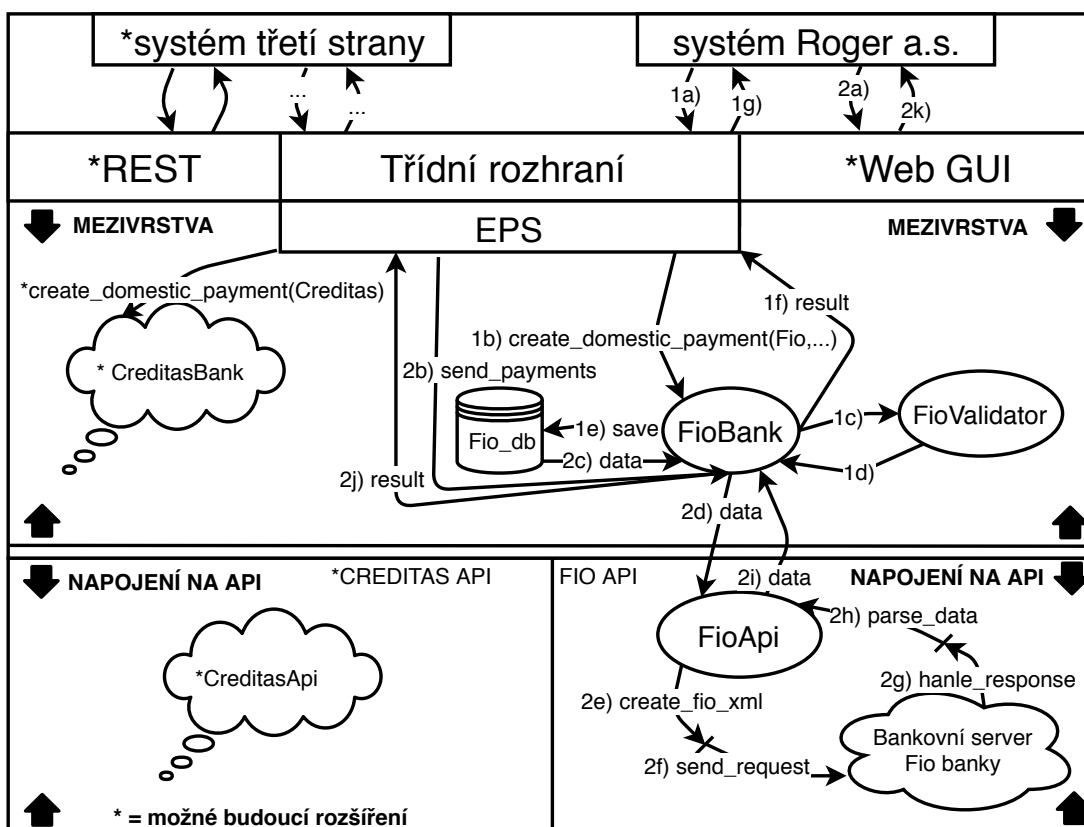 *systém třetí strany
systém Roger a.s.
...
...
1a)
1g)
2a)
2k)
*REST
Třídní rozhraní
*Web GUI
MEZIVRSTVA
EPS
MEZIVRSTVA
*create_domestic_payment(Creditas)
1f) result
1b) create_domestic_payment(Fio,...)
* CreditasBank
2b) send_payments
FioValidator
1c)
1e) save
FioBank
Fio_db
2c) data
1d)
2j) result
2d) data
NAPOJENÍ NA API
*CREDITAS API
FIO API
2i) data
NAPOJENÍ NA API
2h) parse_data
FioApi
*CreditasApi
2g) hanle_response
2e) create_fio_xml
Bankovní server
Fio banky
2f) send_request
* = možné budoucí rozšíření